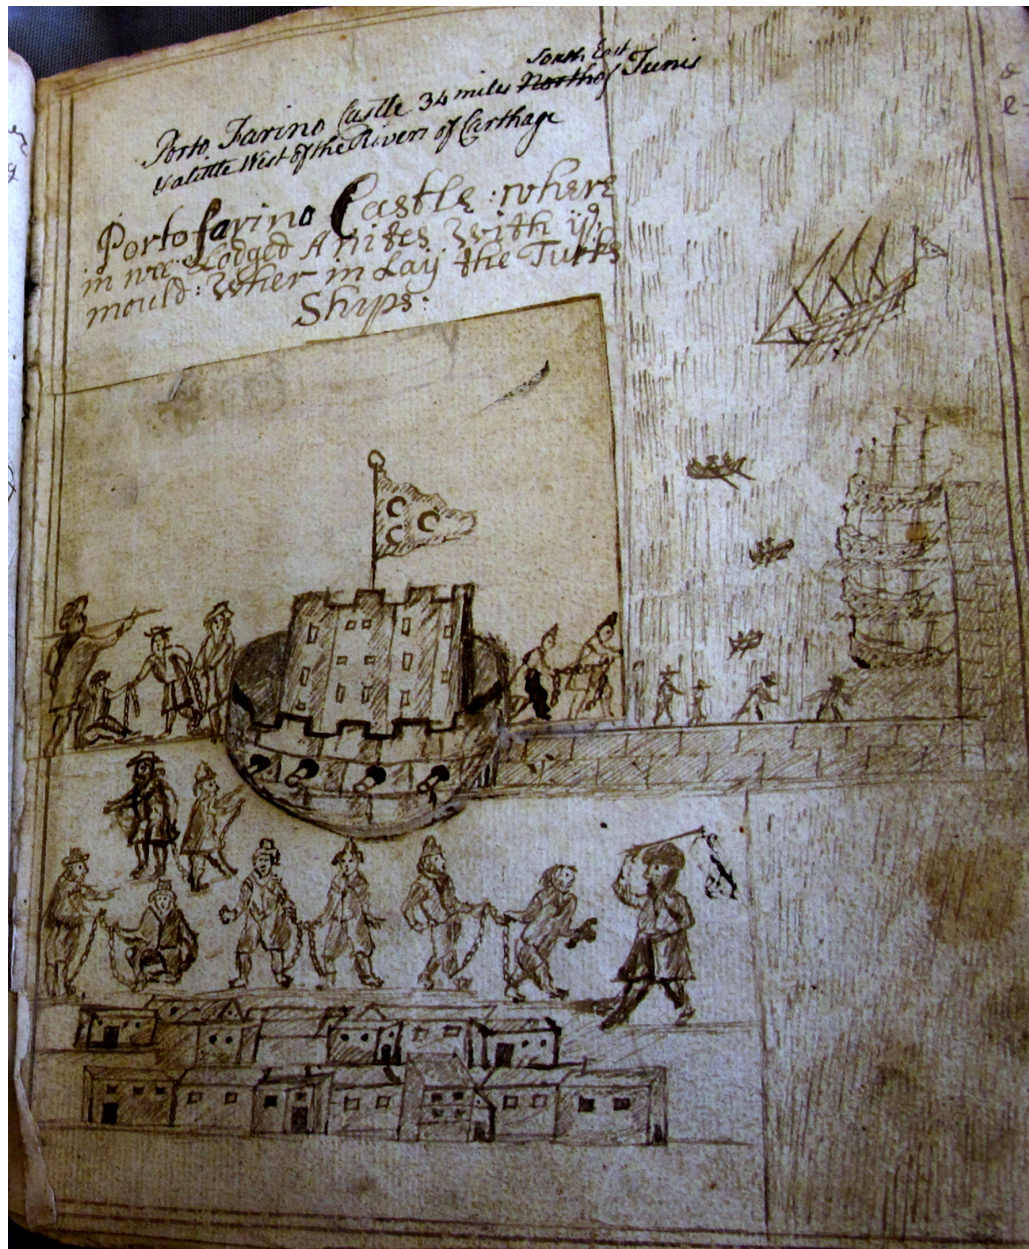 South East
Porto Farino Castle 34 miles North of Tunis
& a little West of the River of Carthage
Porto farino Castle: where
in wee Lodged A nites With ye
mould: Wher in Lay the Turks
Ships: